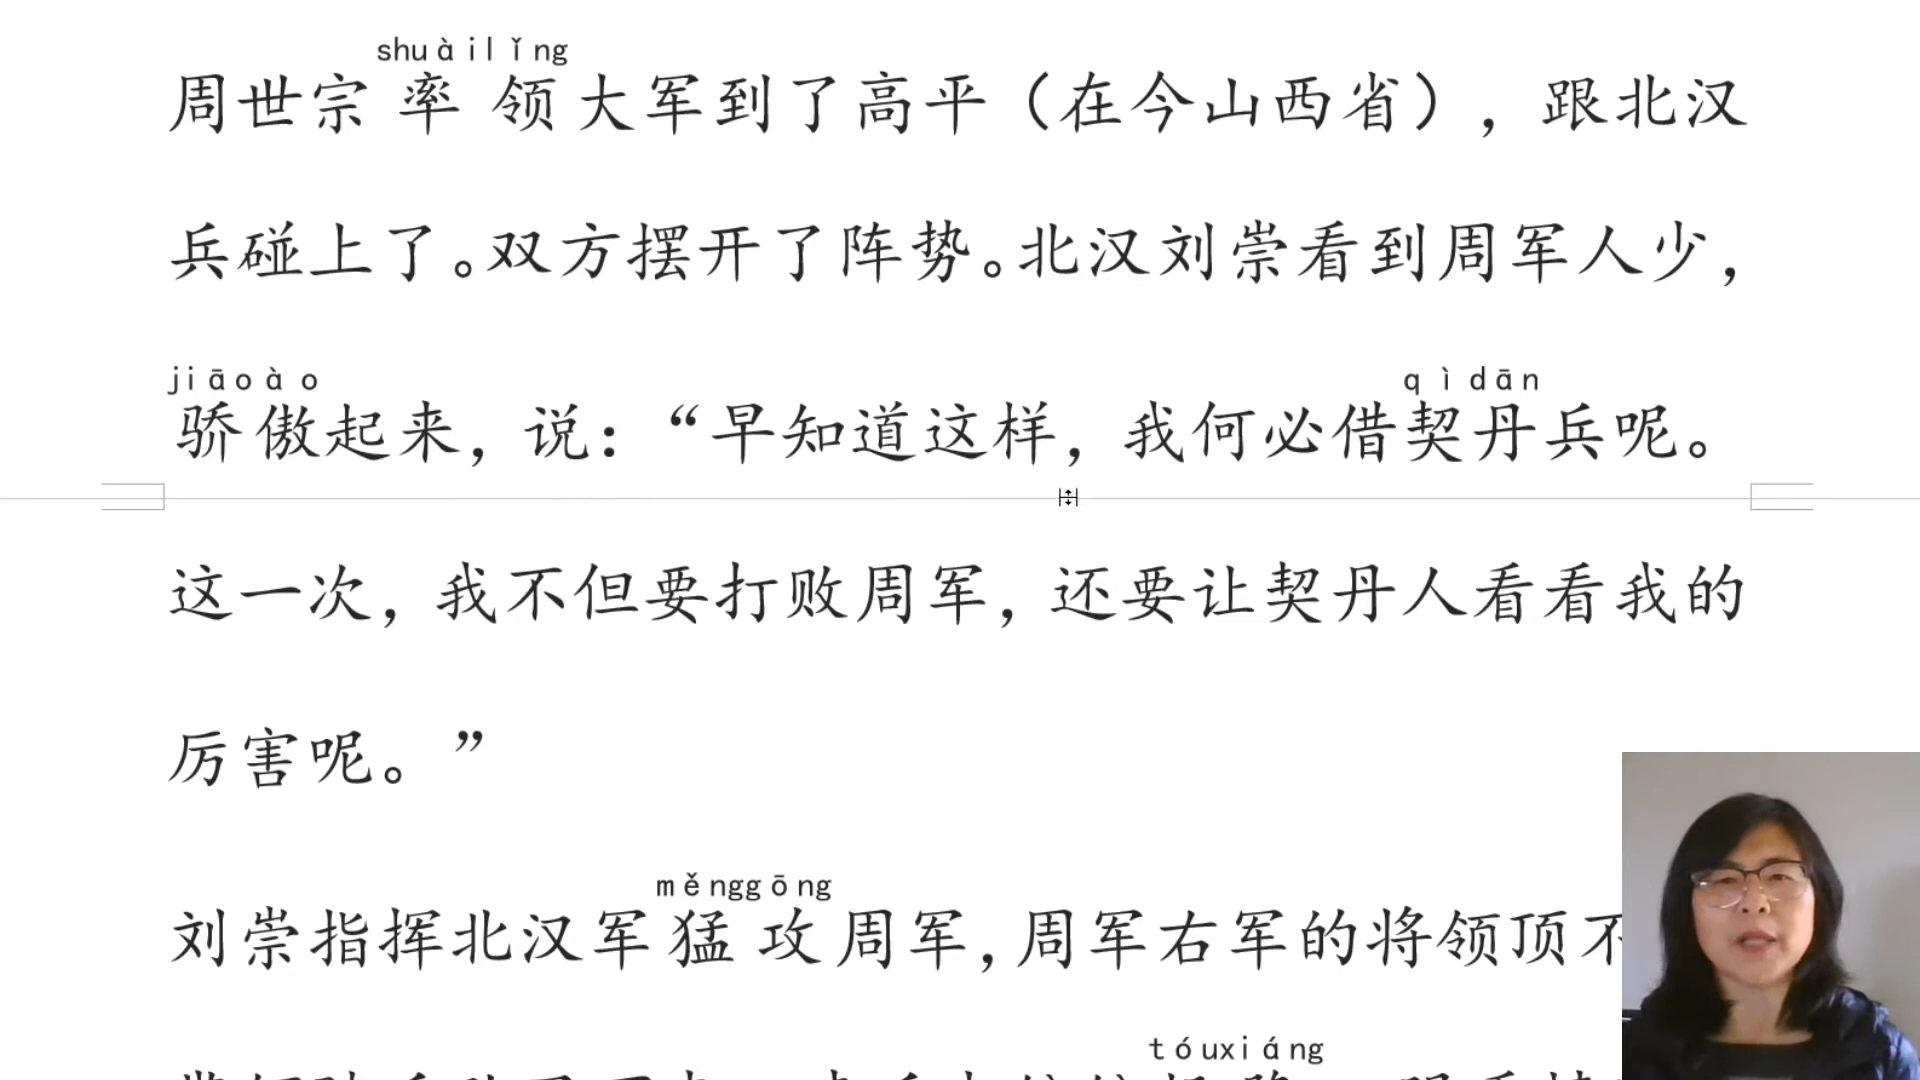 shuàilǐng
周世宗率领大军到了高平（在今山西省），跟北汉
兵碰上了。双方摆开了阵势。北汉刘崇看到周军人少，
jiāoào qìdān
骄傲起来，说：“早知道这样，我何必借契丹兵呢。
这一次，我不但要打败周军，还要让契丹人看看我的
厉害呢。”
měnggōng
刘崇指挥北汉军猛攻周军，周军右军的将领顶不
tóuxiáng